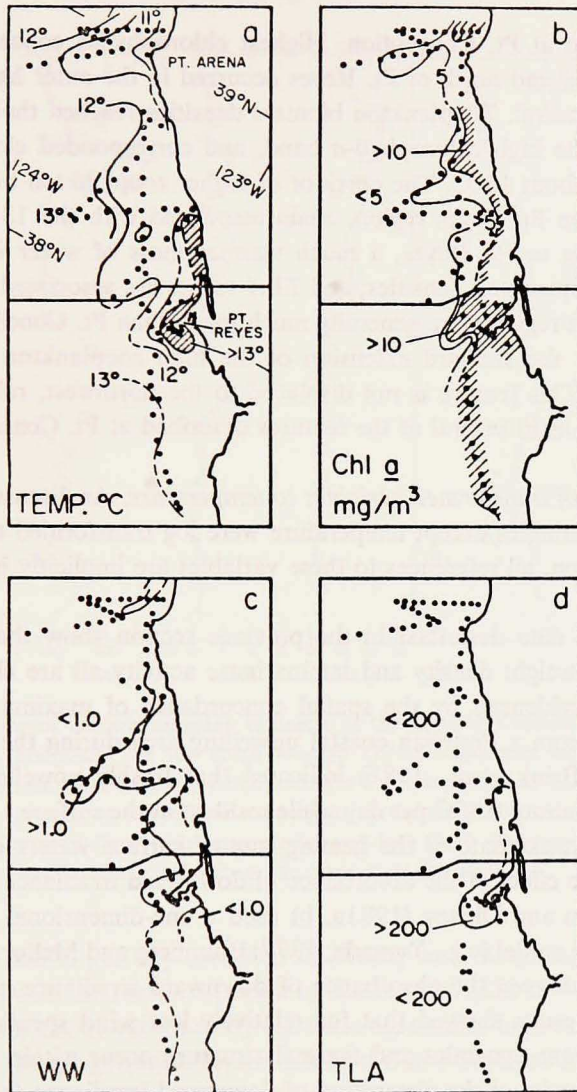 12°
11°
a
PT. ARENA
39°N
12°
124°W
123°W
13°
38°N
PT. REYES
>13°
13°
12°
TEMP. °C
b
5
>10
<5
5
>10
Chl a
mg/m³
c
<1.0
>1.0
<1.0
WW
d
<200
>200
<200
TLA